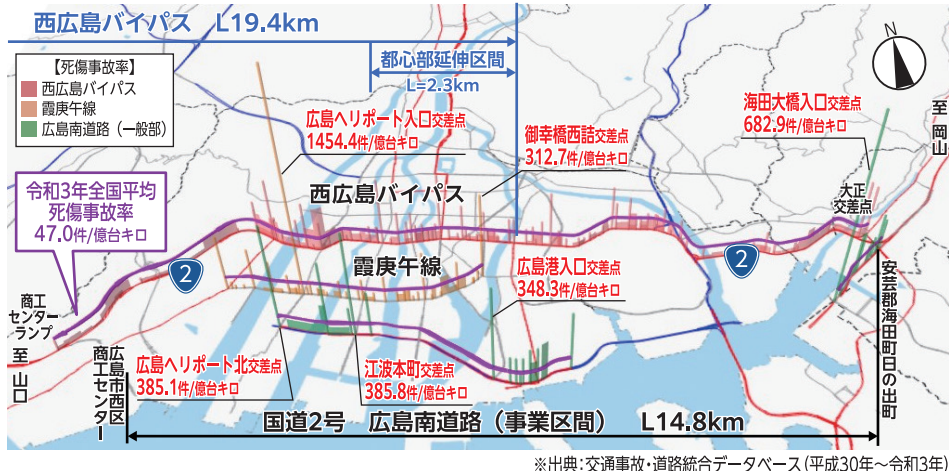 西広島バイパス L19.4km
都心部延伸区間
L=2.3km
【死傷事故率】
西広島バイパス
霞庚午線
広島南道路(一般部)
N
広島ヘリポート入口交差点
1454.4件/億台キロ
御幸橋西詰交差点
312.7件/億台キロ
海田大橋入口交差点
682.9件/億台キロ
至 岡山
令和3年全国平均
死傷事故率
47.0件/億台キロ
西広島バイパス
大正
交差点
2
霞庚午線
2
広島港入口交差点
348.3件/億台キロ
商工
センター
ランプ
至 山口
広島市西区
商工センター
広島ヘリポート北交差点
385.1件/億台キロ
江波本町交差点
385.8件/億台キロ
安芸郡海田町日の出町
国道2号 広島南道路(事業区間) L14.8km
※出典:交通事故・道路統合データベース(平成30年~令和3年)